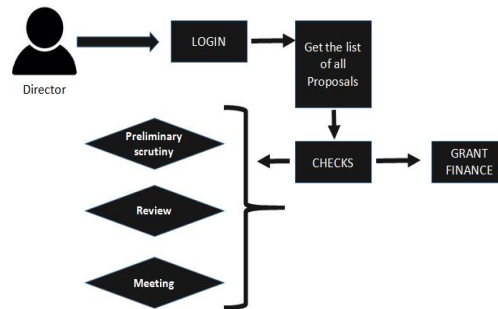 Director
LOGIN
Get the list
of all
Proposals
Preliminary
scrutiny
CHECKS
GRANT
FINANCE
Review
Meeting